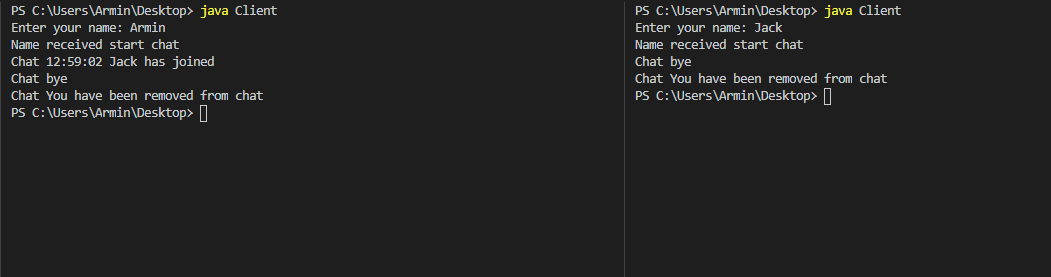 PS C:\Users\Armin\Desktop> java Client
Enter your name: Armin
Name received start chat
Chat 12:59:02 Jack has joined
Chat bye
Chat You have been removed from chat
PS C:\Users\Armin\Desktop>
PS C:\Users\Armin\Desktop> java Client
Enter your name: Jack
Name received start chat
Chat bye
Chat You have been removed from chat
PS C:\Users\Armin\Desktop>